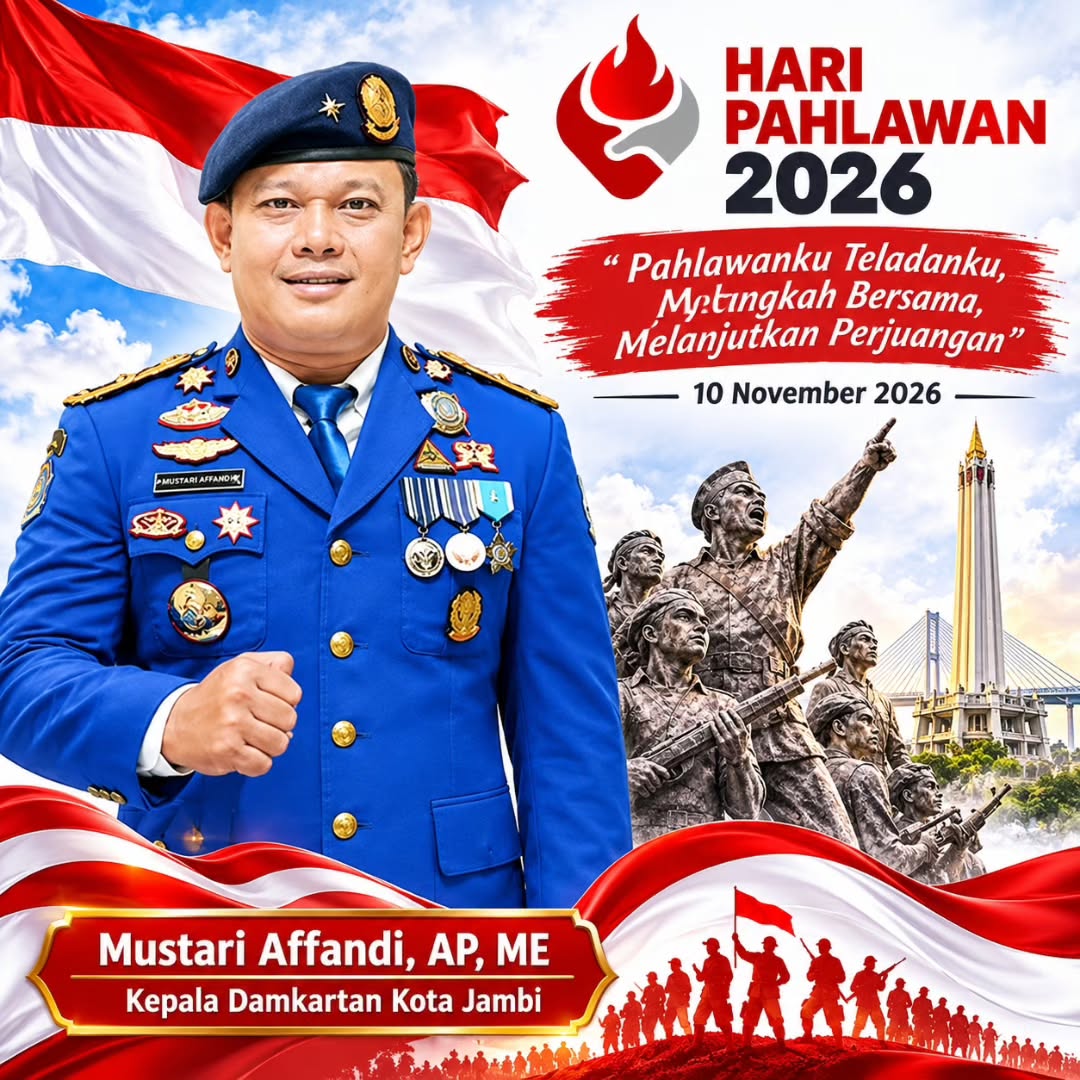 HARI
PAHLAWAN
2026
“ Pahlawanku Teladanku,
Bersama,
Melanjutkan Perjuangan”
10 November 2026
MUSTARI AFFANDI
Mustari Affandi, AP, ME
Kepala Damkartan Kota Jambi